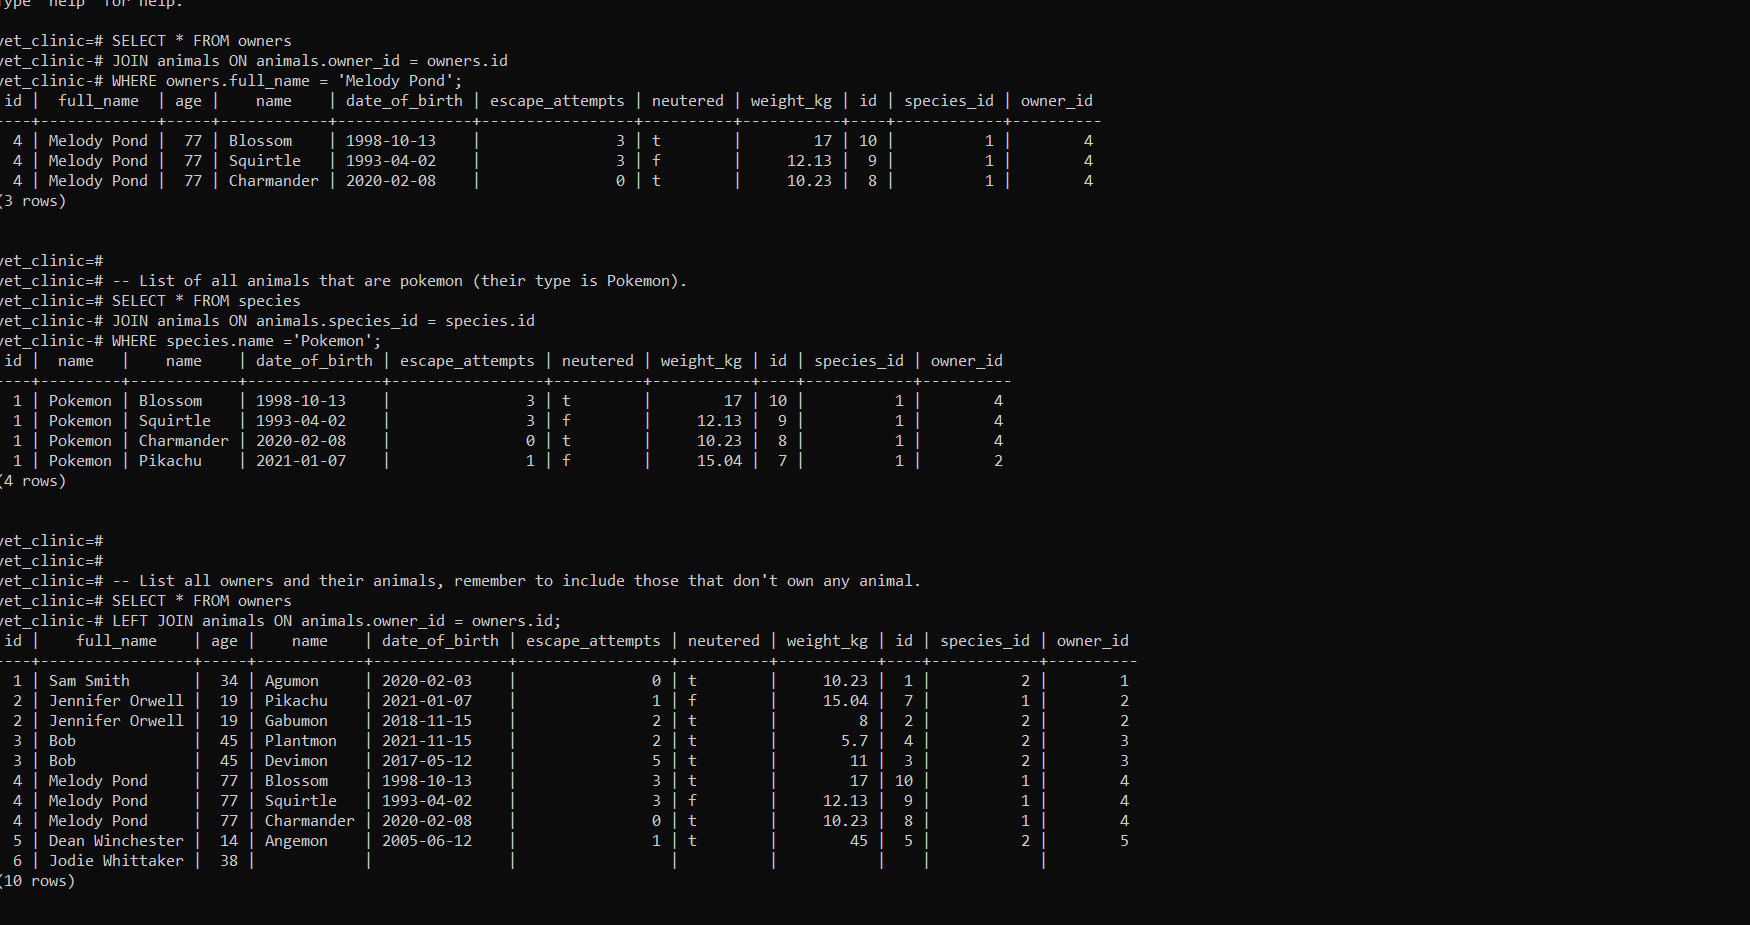 ype "help" for help.
vet_clinic=# SELECT * FROM owners
vet_clinic-# JOIN animals ON animals.owner_id = owners.id
vet_clinic-# WHERE owners.full_name = 'Melody Pond';
id |  full_name  | age |    name    | date_of_birth | escape_attempts | neutered | weight_kg | id | species_id | owner_id
----+-------------+-----+------------+---------------+-----------------+----------+-----------+----+------------+----------
4 | Melody Pond |  77 | Blossom    | 1998-10-13    |               3 | t        |        17 | 10 |          1 |        4
4 | Melody Pond |  77 | Squirtle   | 1993-04-02    |               3 | f        |     12.13 |  9 |          1 |        4
4 | Melody Pond |  77 | Charmander | 2020-02-08    |               0 | t        |     10.23 |  8 |          1 |        4
(3 rows)
vet_clinic=#
vet_clinic=# -- List of all animals that are pokemon (their type is Pokemon).
vet_clinic=# SELECT * FROM species
vet_clinic-# JOIN animals ON animals.species_id = species.id
vet_clinic-# WHERE species.name ='Pokemon';
id |  name   |    name    | date_of_birth | escape_attempts | neutered | weight_kg | id | species_id | owner_id
----+---------+------------+---------------+-----------------+----------+-----------+----+------------+----------
1 | Pokemon | Blossom    | 1998-10-13    |               3 | t        |        17 | 10 |          1 |        4
1 | Pokemon | Squirtle   | 1993-04-02    |               3 | f        |     12.13 |  9 |          1 |        4
1 | Pokemon | Charmander | 2020-02-08    |               0 | t        |     10.23 |  8 |          1 |        4
1 | Pokemon | Pikachu    | 2021-01-07    |               1 | f        |     15.04 |  7 |          1 |        2
(4 rows)
vet_clinic=#
vet_clinic=#
vet_clinic=# -- List all owners and their animals, remember to include those that don't own any animal.
vet_clinic=# SELECT * FROM owners
vet_clinic-# LEFT JOIN animals ON animals.owner_id = owners.id;
id |   full_name     | age |    name    | date_of_birth | escape_attempts | neutered | weight_kg | id | species_id | owner_id
----+-----------------+-----+------------+---------------+-----------------+----------+-----------+----+------------+----------
1 | Sam Smith       |  34 | Agumon     | 2020-02-03    |               0 | t        |     10.23 |  1 |          2 |        1
2 | Jennifer Orwell |  19 | Pikachu    | 2021-01-07    |               1 | f        |     15.04 |  7 |          1 |        2
2 | Jennifer Orwell |  19 | Gabumon    | 2018-11-15    |               2 | t        |         8 |  2 |          2 |        2
3 | Bob             |  45 | Plantmon   | 2021-11-15    |               2 | t        |       5.7 |  4 |          2 |        3
3 | Bob             |  45 | Devimon    | 2017-05-12    |               5 | t        |        11 |  3 |          2 |        3
4 | Melody Pond     |  77 | Blossom    | 1998-10-13    |               3 | t        |        17 | 10 |          1 |        4
4 | Melody Pond     |  77 | Squirtle   | 1993-04-02    |               3 | f        |     12.13 |  9 |          1 |        4
4 | Melody Pond     |  77 | Charmander | 2020-02-08    |               0 | t        |     10.23 |  8 |          1 |        4
5 | Dean Winchester |  14 | Angemon    | 2005-06-12    |               1 | t        |        45 |  5 |          2 |        5
6 | Jodie Whittaker |  38 |            |               |                 |          |           |    |            |
(10 rows)